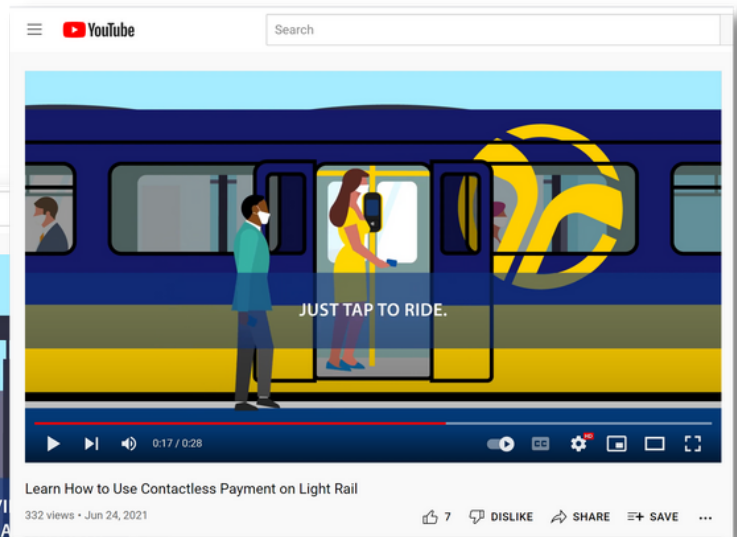 YouTube
Search
JUST TAP TO RIDE.
0:17 / 0:28
CC
HD
Learn How to Use Contactless Payment on Light Rail
332 views • Jun 24, 2021
7 DISLIKE SHARE SAVE